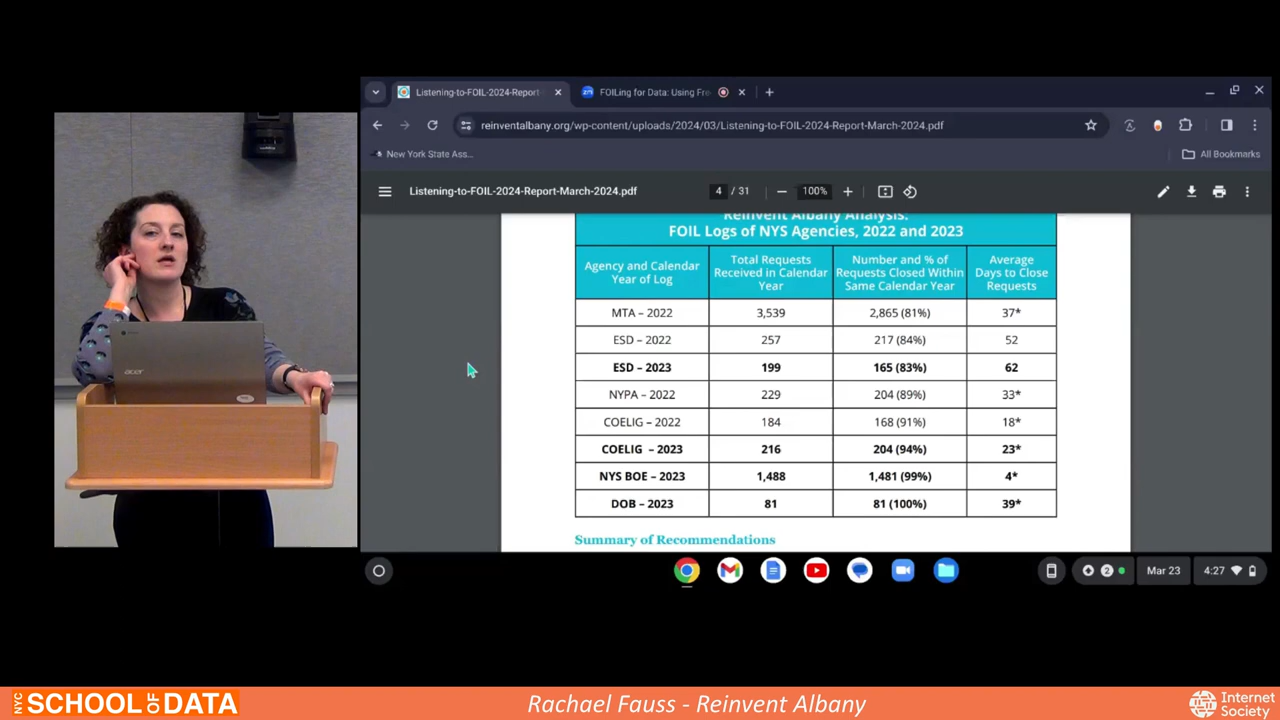 Listening-to-FOIL-2024-Report-
FOILing for Data: Using Fre
reinventalbany.org/wp-content/uploads/2024/03/Listening-to-FOIL-2024-Report-March-2024.pdf
New York State Ass...
All Bookmarks
Listening-to-FOIL-2024-Report-March-2024.pdf
4 / 31
100%
Reinvent Albany Analysis:
FOIL Logs of NYS Agencies, 2022 and 2023
Agency and Calendar Year of Log
Total Requests Received in Calendar Year
Number and % of Requests Closed Within Same Calendar Year
Average Days to Close Requests
MTA – 2022 3,539 2,865 (81%) 37*
ESD – 2022 257 217 (84%) 52
ESD – 2023 199 165 (83%) 62
NYPA – 2022 229 204 (89%) 33*
COELIG – 2022 184 168 (91%) 18*
COELIG – 2023 216 204 (94%) 23*
NYS BOE – 2023 1,488 1,481 (99%) 4*
DOB – 2023 81 81 (100%) 39*
Summary of Recommendations
2
Mar 23
4:27
acer
NYC SCHOOL OF DATA
Rachael Fauss - Reinvent Albany
Internet
Society